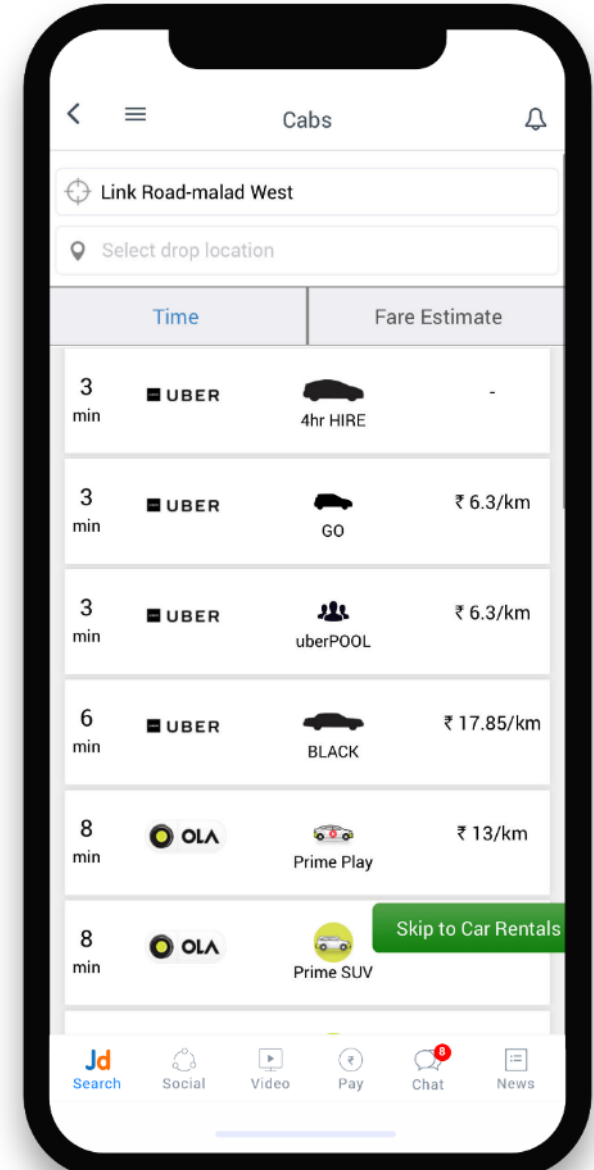 Cabs
Link Road-malad West
Select drop location
Time Fare Estimate
3 min UBER 4hr HIRE -
3 min UBER GO ₹ 6.3/km
3 min UBER uberPOOL ₹ 6.3/km
6 min UBER BLACK ₹ 17.85/km
8 min OLA Prime Play ₹ 13/km
8 min OLA Prime SUV
Skip to Car Rentals
Jd ₹ 8
Search Social Video Pay Chat News